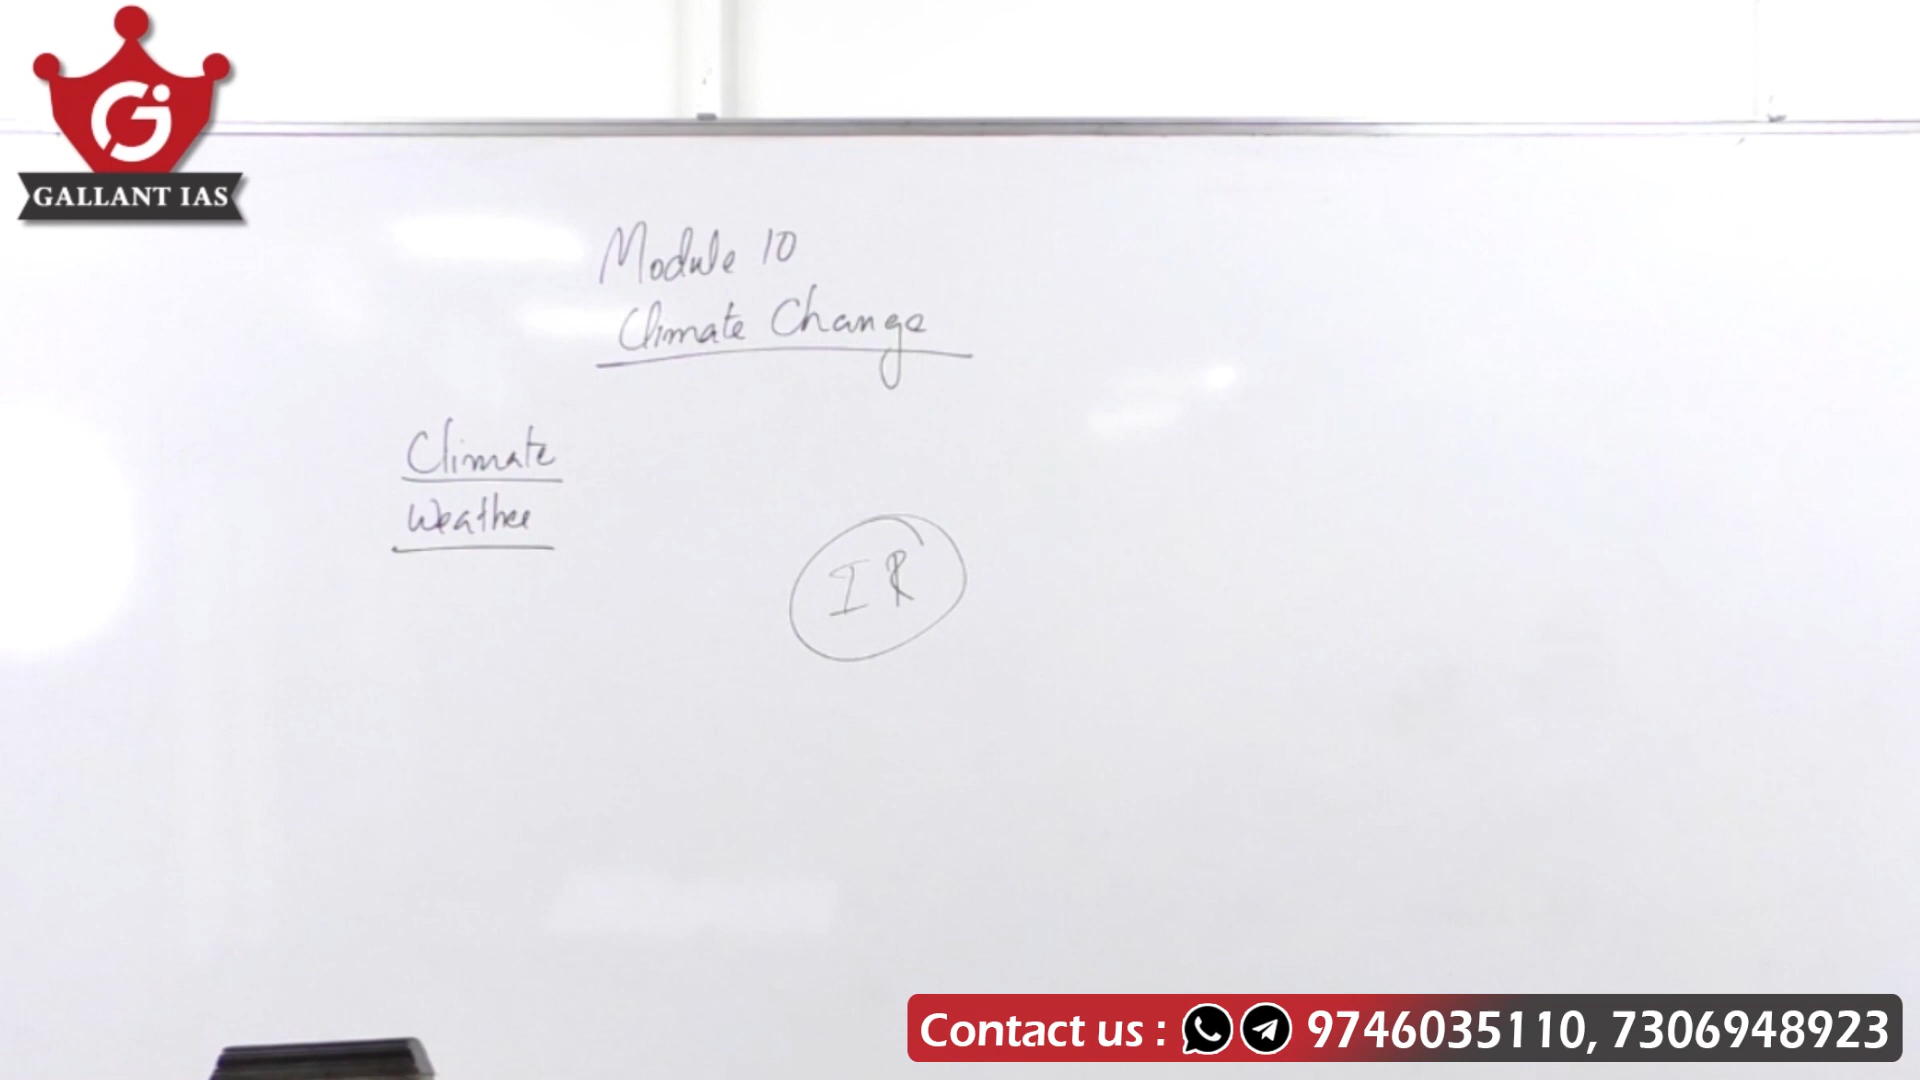 GALLANT IAS
Module 10
Climate Change
Climate
Weather
IR
Contact us : 9746035110, 7306948923